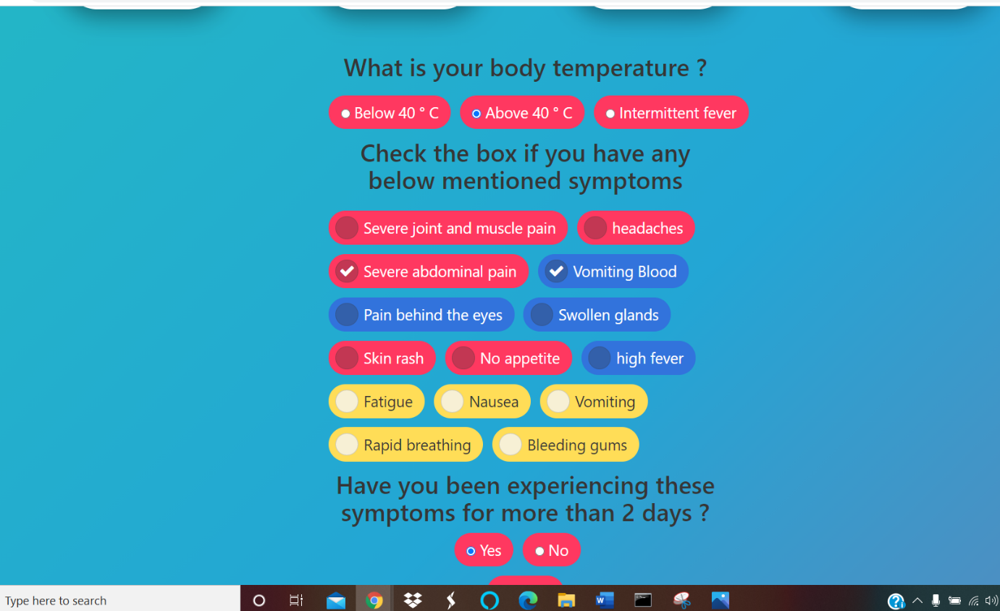 What is your body temperature ?
Below 40 ° C Above 40 ° C Intermittent fever
Check the box if you have any
below mentioned symptoms
Severe joint and muscle pain headaches
Severe abdominal pain Vomiting Blood
Pain behind the eyes Swollen glands
Skin rash No appetite high fever
Fatigue Nausea Vomiting
Rapid breathing Bleeding gums
Have you been experiencing these
symptoms for more than 2 days ?
Yes No
Type here to search